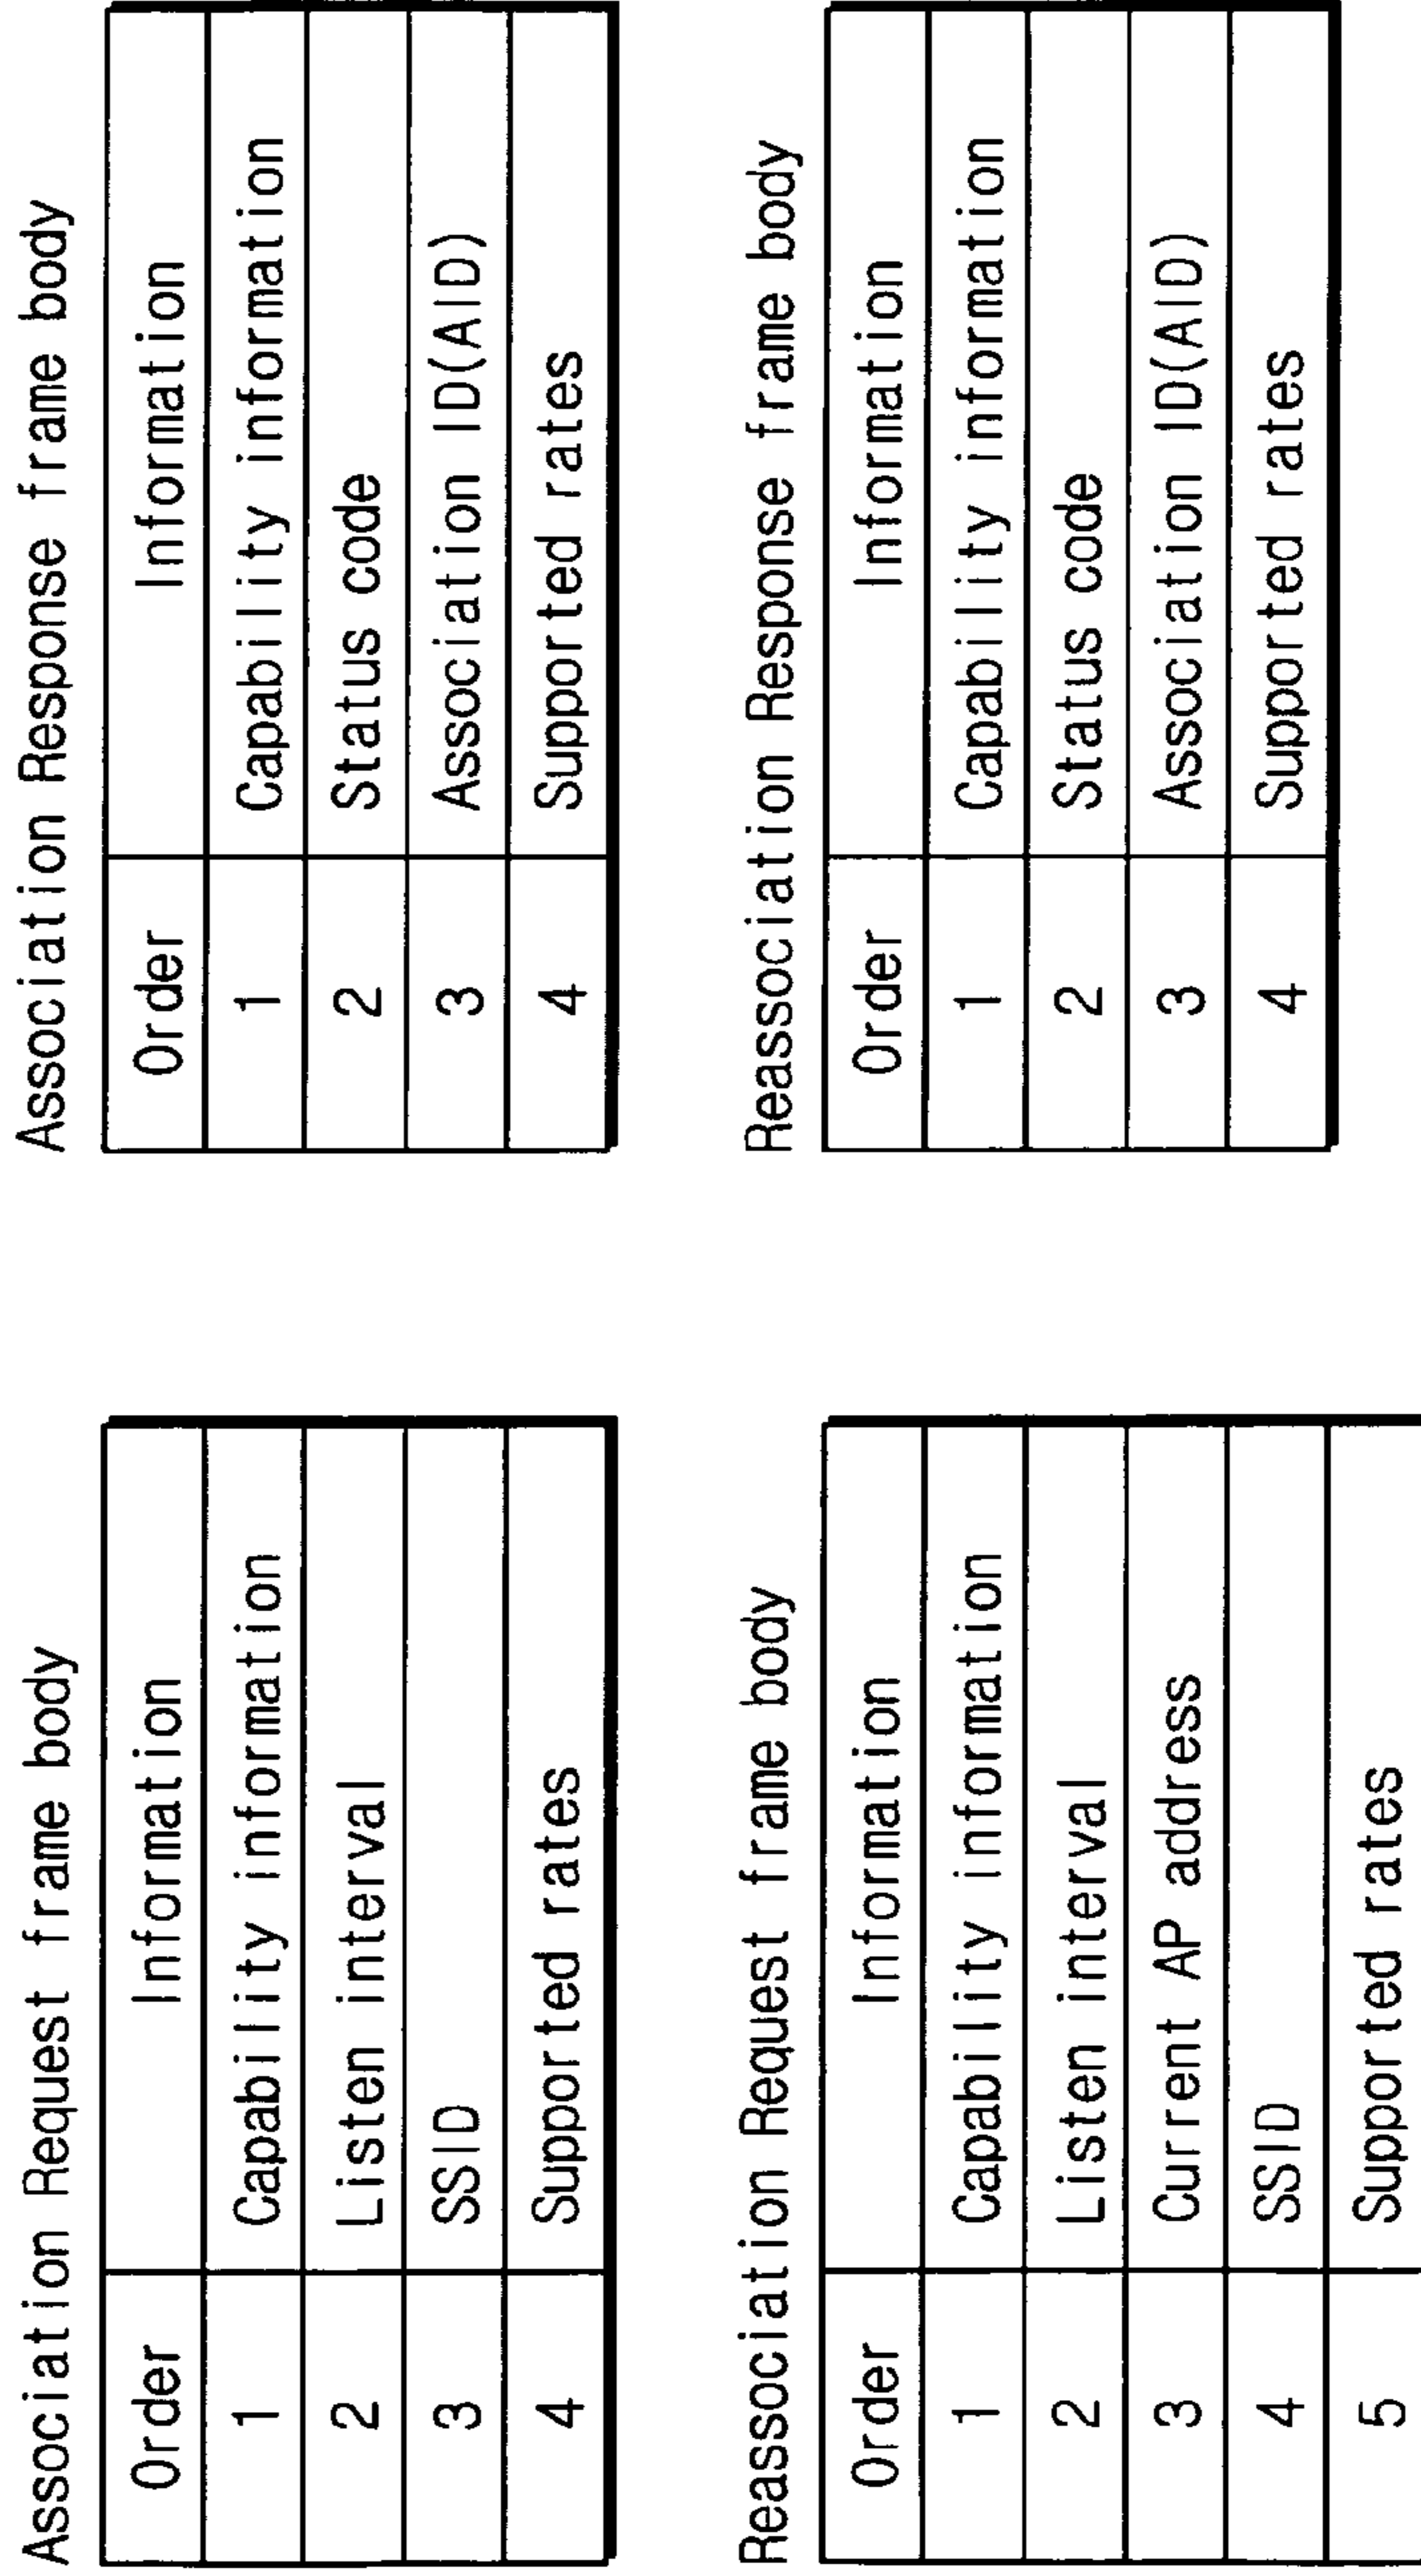 Association Request frame body
Order Information
1 Capability information
2 Listen interval
3 SSID
4 Supported rates
Association Response frame body
Order Information
1 Capability information
2 Status code
3 Association ID(AID)
4 Supported rates
Reassociation Request frame body
Order Information
1 Capability information
2 Listen interval
3 Current AP address
4 SSID
5 Supported rates
Reassociation Response frame body
Order Information
1 Capability information
2 Status code
3 Association ID(AID)
4 Supported rates